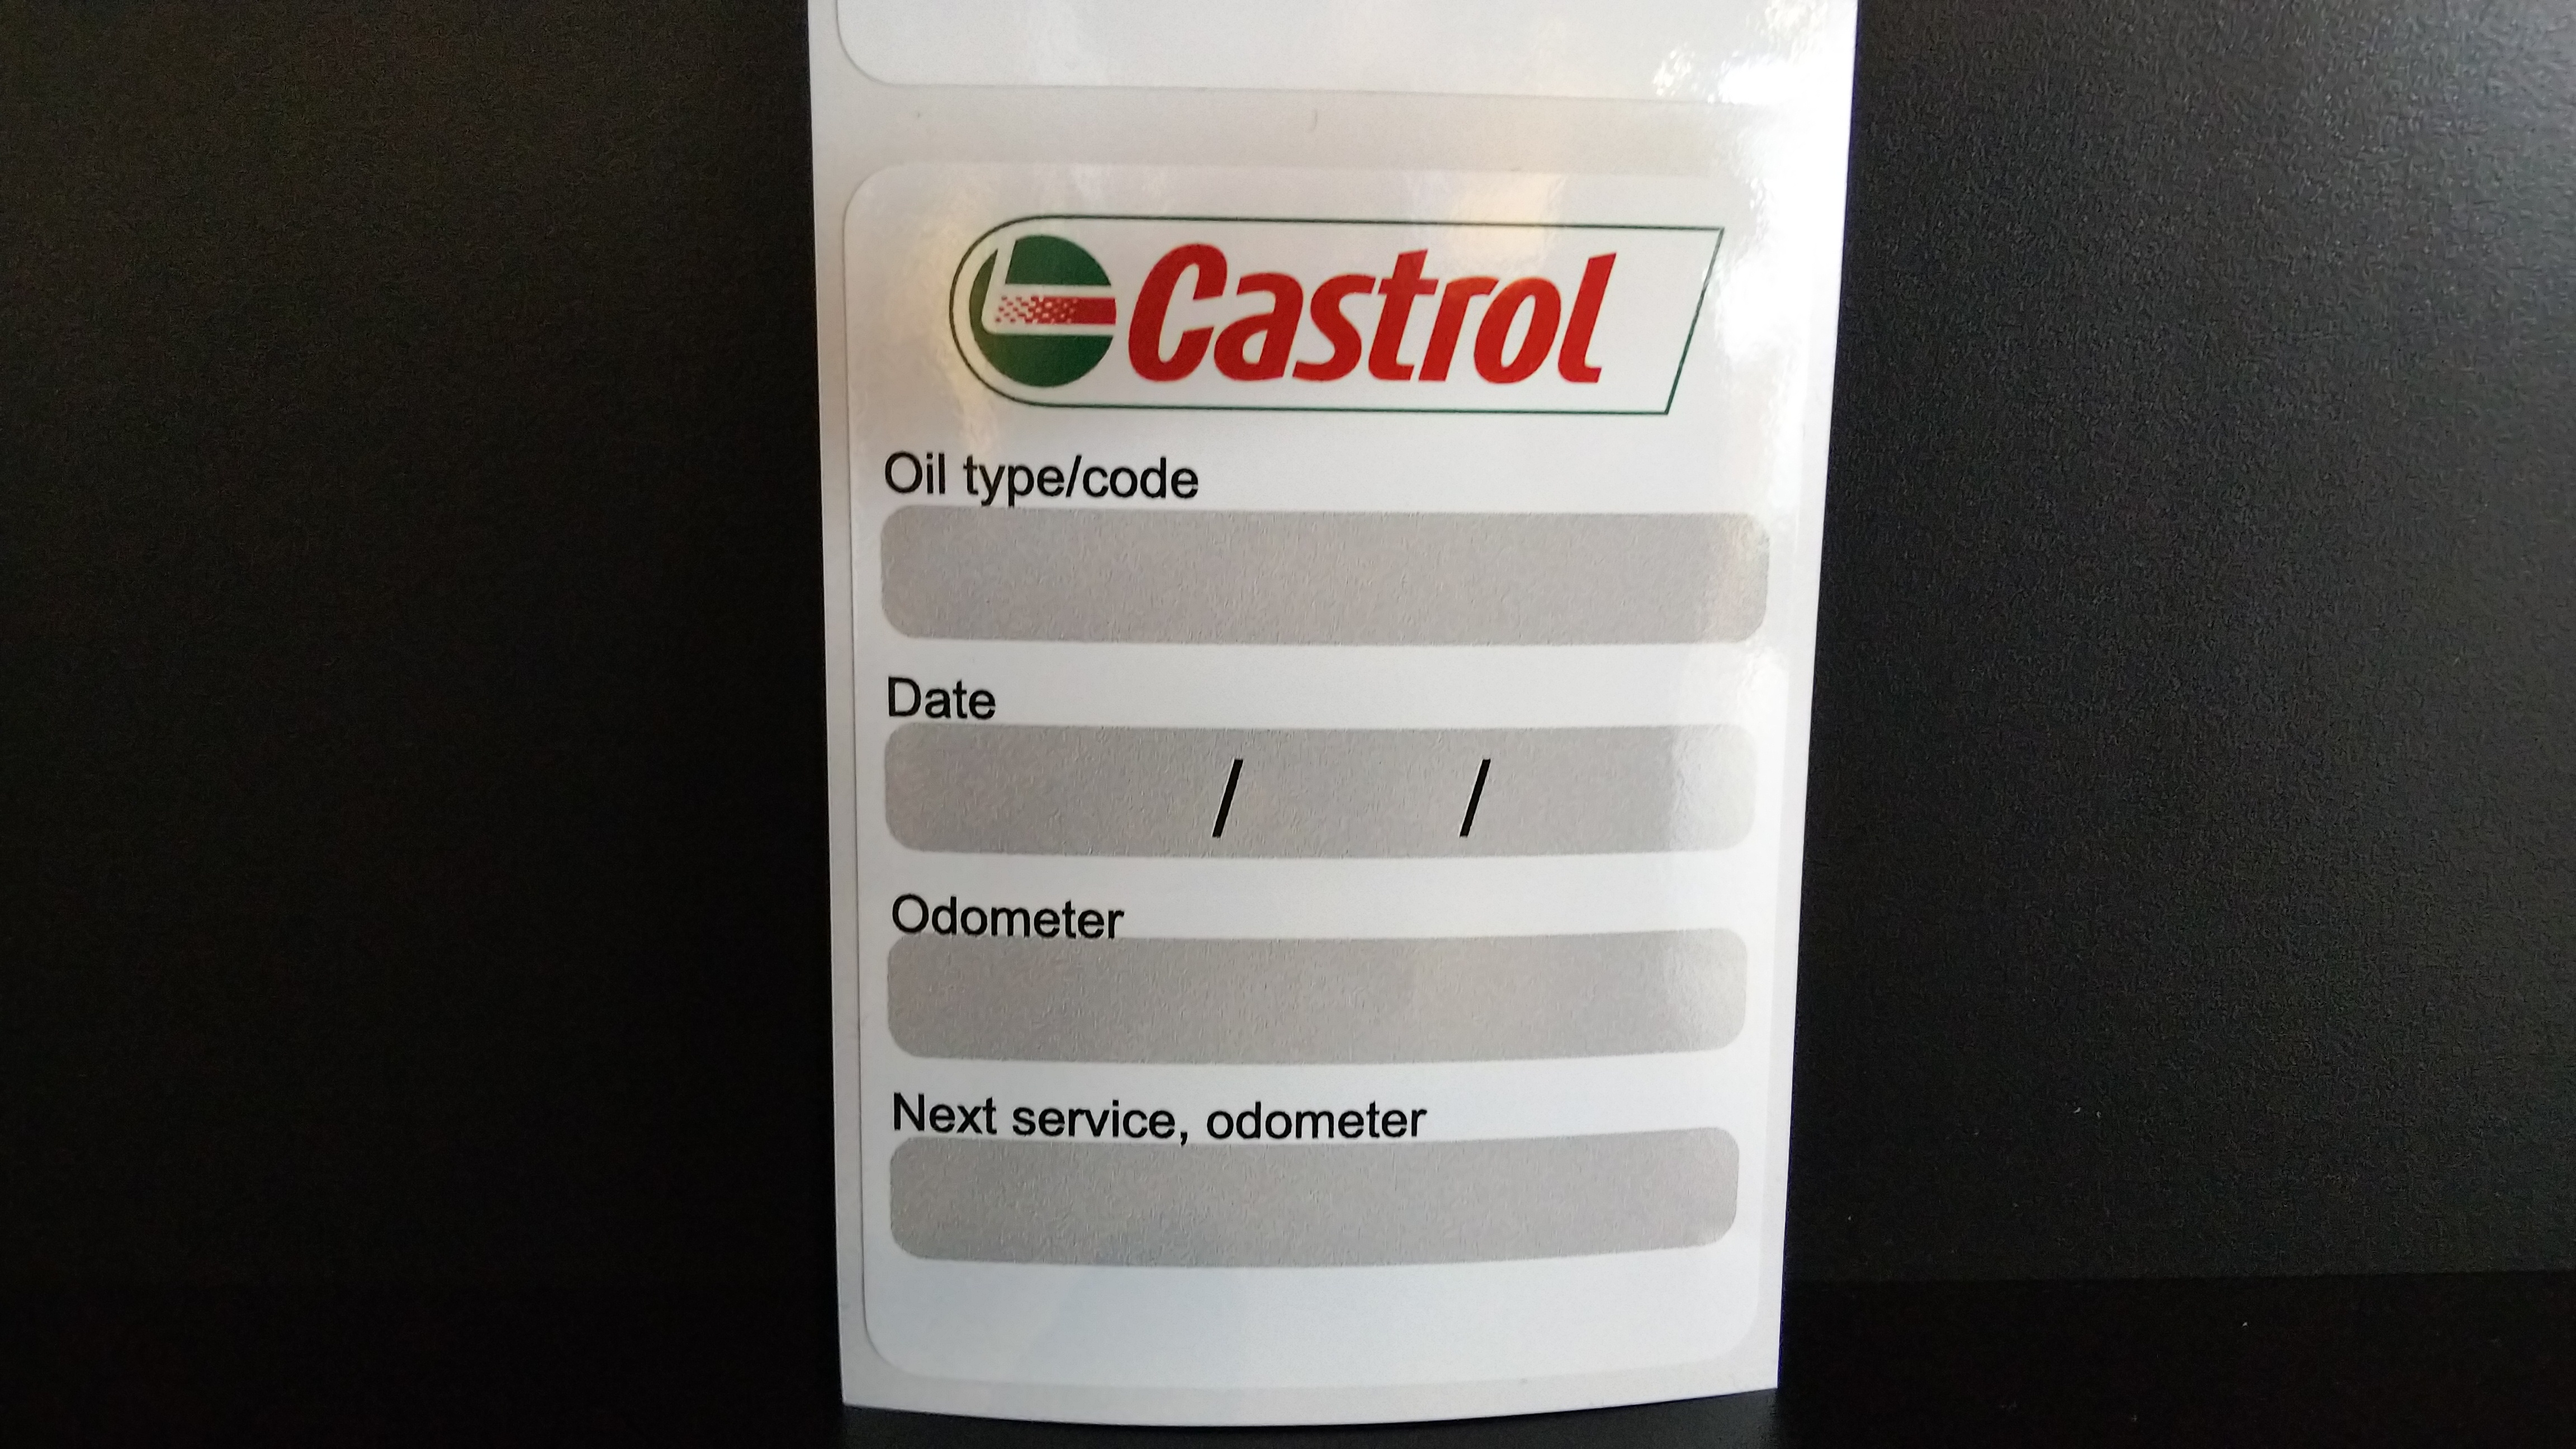 Castrol
Oil type/code
Date
/ /
Odometer
Next service, odometer